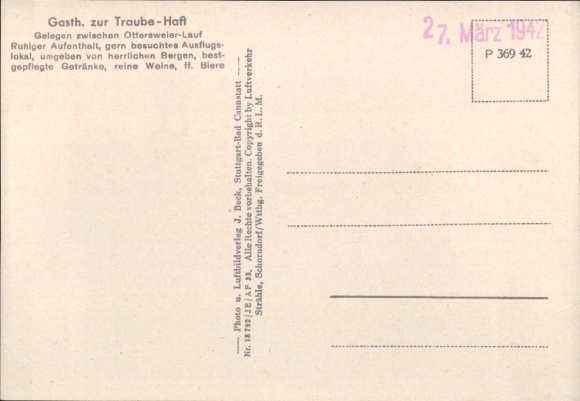 Gasth. zur Traube-Haft
Gelegen zwischen Ottersweier-Lauf
Ruhiger Aufenthalt, gern besuchtes Ausflugs-
lokal, umgeben von herrlichen Bergen, best-
gepflegte Getränke, reine Weine, ff. Biere
Photo u. Luftbildverlag J. Beck, Stuttgart-Bad Cannstatt
Nr. 18792/JE/AF 33. Alle Rechte vorbehalten. Copyright by Luftverkehr
Strähle, Schorndorf/Wttbg. Freigegeben d. R. L. M.
27. März 1942
P 369 42